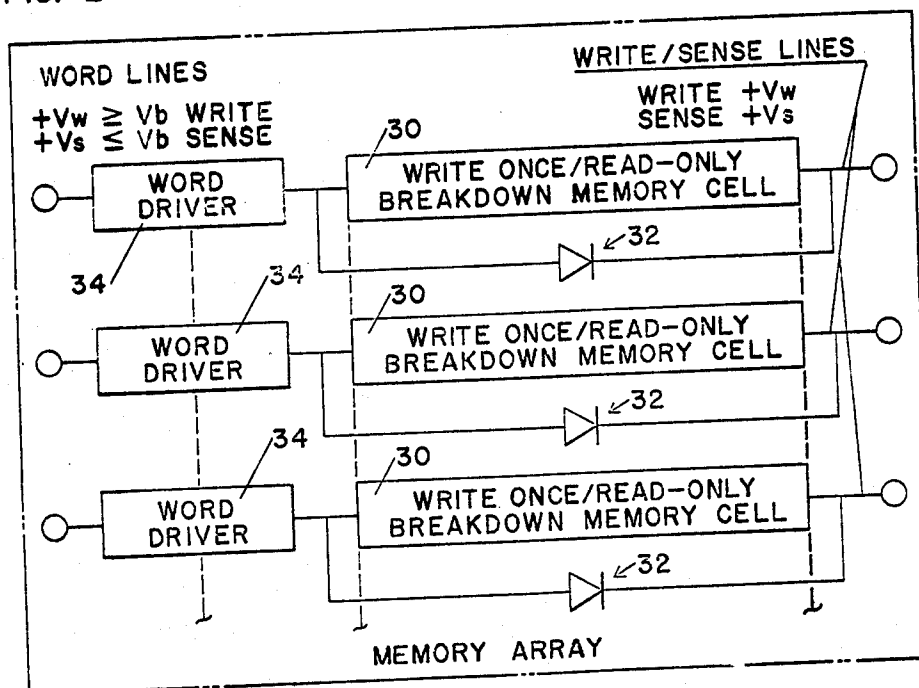 FIG.
WORD LINES
+Vw ≥ Vb WRITE
+Vs ≤ Vb SENSE
WRITE/SENSE LINES
WRITE +Vw
SENSE +Vs
30
WORD
DRIVER
WRITE ONCE/READ-ONLY
BREAKDOWN MEMORY CELL
32
34
34
30
WORD
DRIVER
WRITE ONCE/READ-ONLY
BREAKDOWN MEMORY CELL
32
34
30
WORD
DRIVER
WRITE ONCE/READ-ONLY
BREAKDOWN MEMORY CELL
32
MEMORY ARRAY